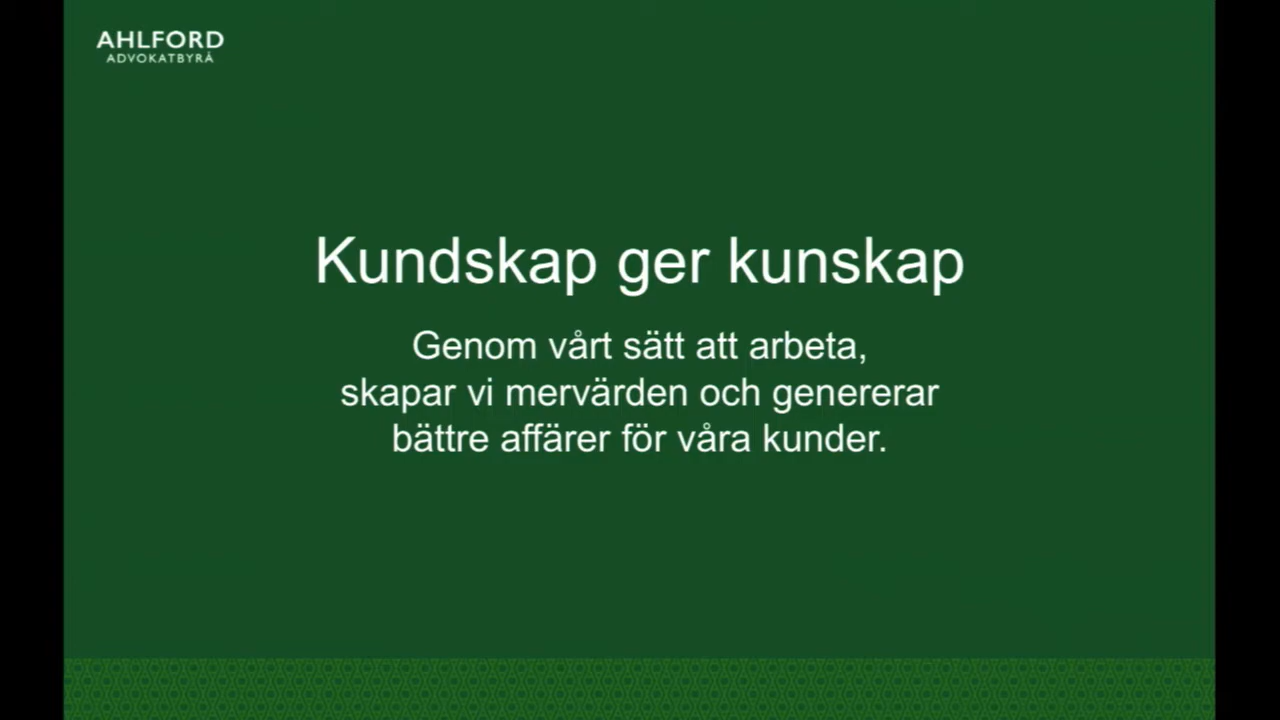 AHLFORD
ADVOKATBYRÅ
Kundskap ger kunskap
Genom vårt sätt att arbeta,
skapar vi mervärden och genererar
bättre affärer för våra kunder.